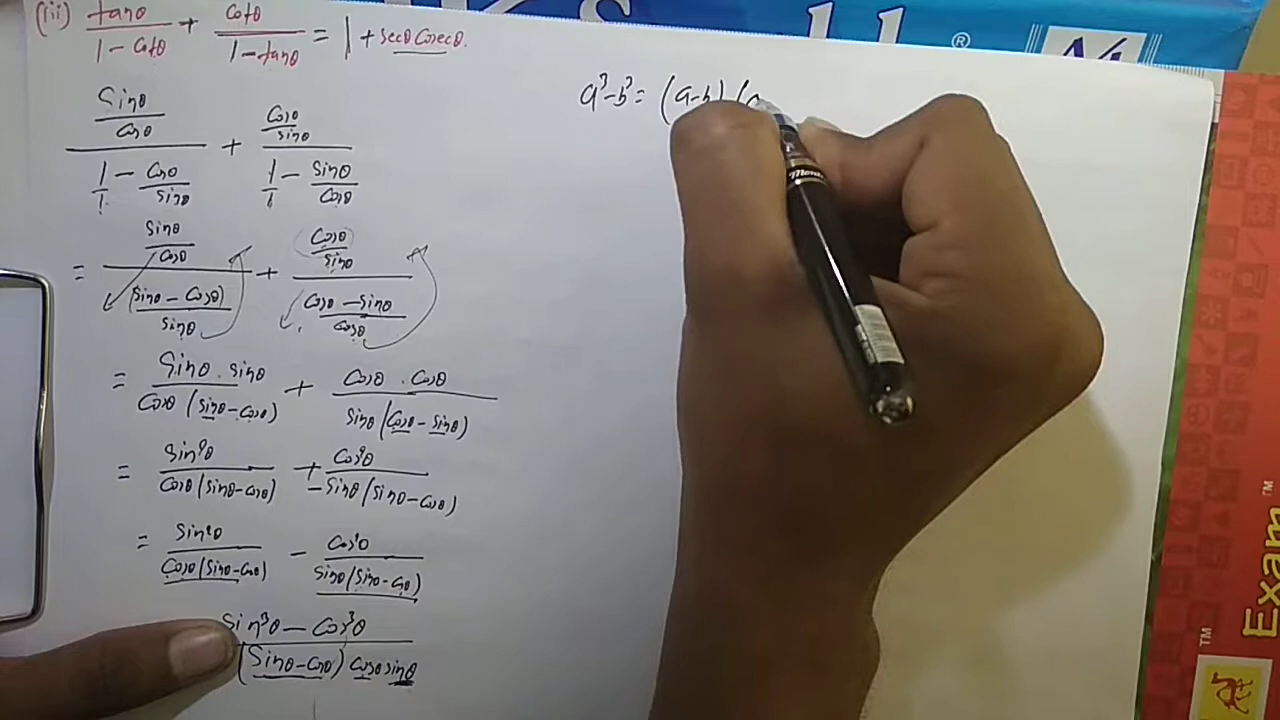 (iii) tanθ/(1 - cotθ) + cotθ/(1 - tanθ) = 1 + secθ cosecθ.
(sinθ/cosθ)/(1/1 - cosθ/sinθ) + (cosθ/sinθ)/(1/1 - sinθ/cosθ)
= (sinθ/cosθ)/((sinθ - cosθ)/sinθ) + (cosθ/sinθ)/((cosθ - sinθ)/cosθ)
= sinθ . sinθ/(cosθ (sinθ - cosθ)) + cosθ . cosθ/(sinθ (cosθ - sinθ))
= sin²θ/(cosθ (sinθ - cosθ)) + cos²θ/(-sinθ (sinθ - cosθ))
= sin²θ/(cosθ (sinθ - cosθ)) - cos²θ/(sinθ (sinθ - cosθ))
(sin³θ - cos³θ)/((sinθ - cosθ) cosθ sinθ)
a³-b³ = (a-b) (a
®
Exam™
TM